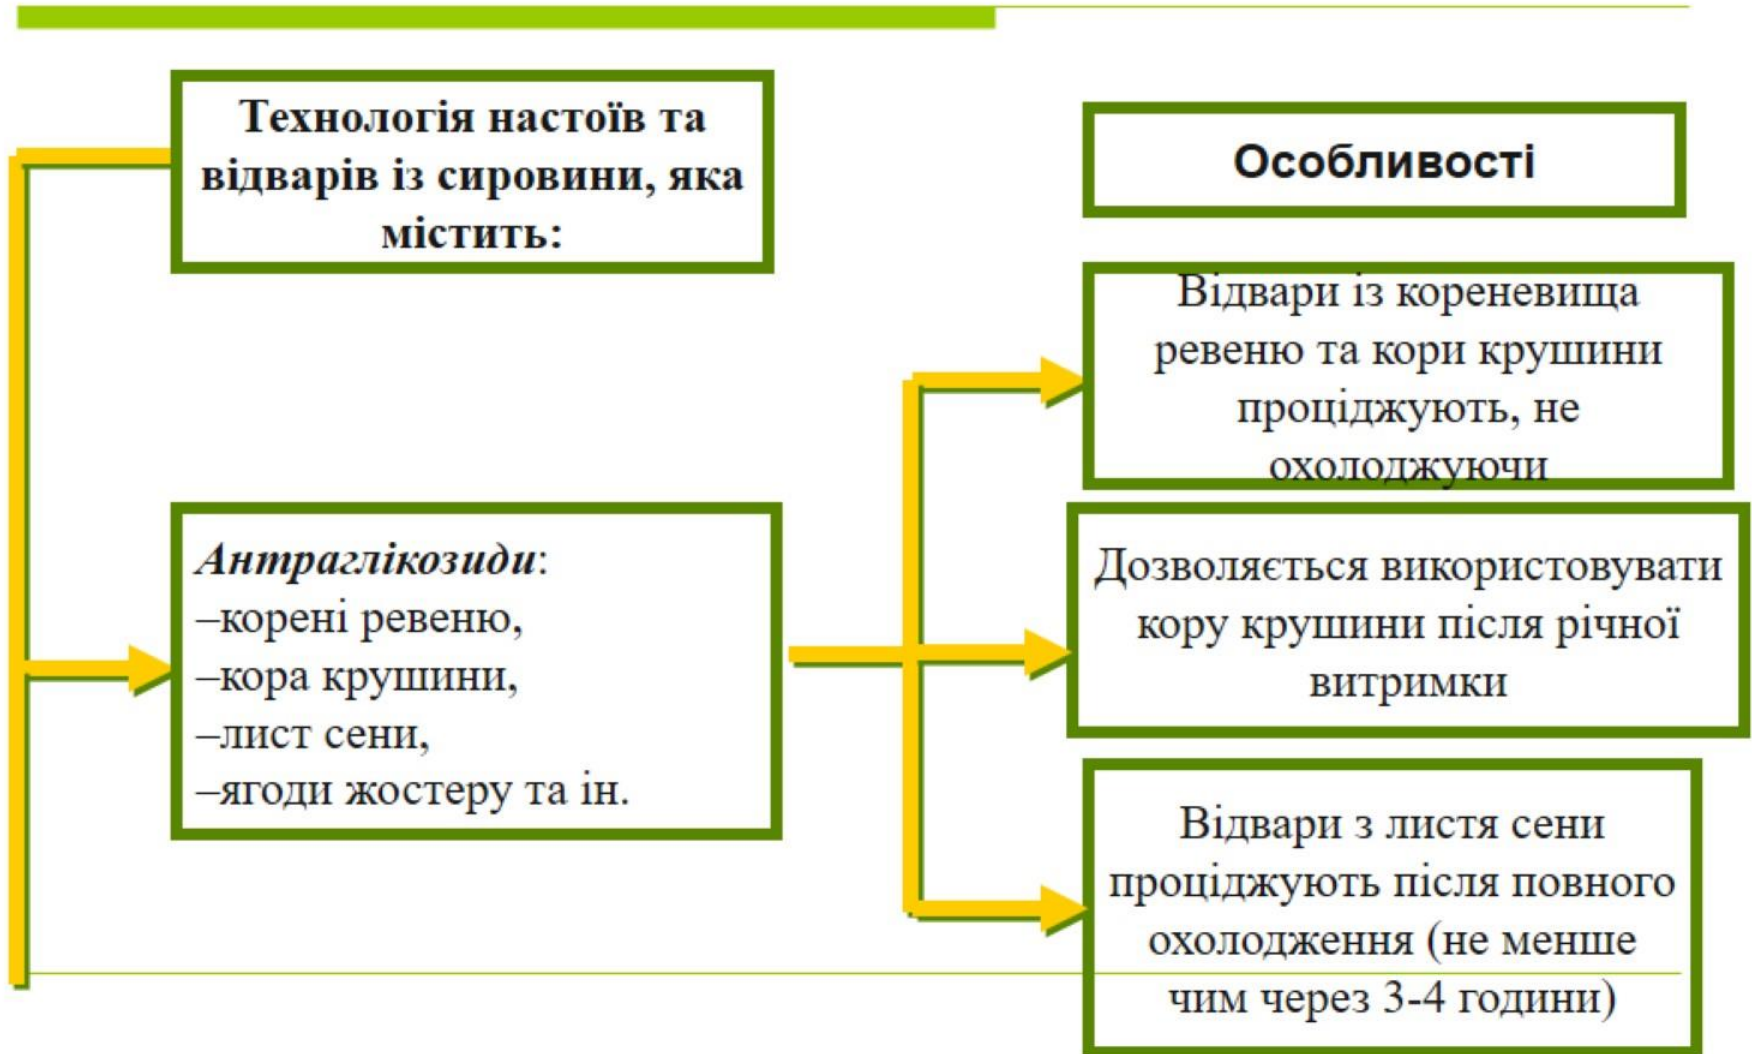 Технологія настоїв та
відварів із сировини, яка
містить:
Особливості
Антраглікозиди:
–корені ревеню,
–кора крушини,
–лист сени,
–ягоди жостеру та ін.
Відвари із кореневища
ревеню та кори крушини
проціджують, не
охолоджуючи
Дозволяється використовувати
кору крушини після річної
витримки
Відвари з листя сени
проціджують після повного
охолодження (не менше
чим через 3-4 години)